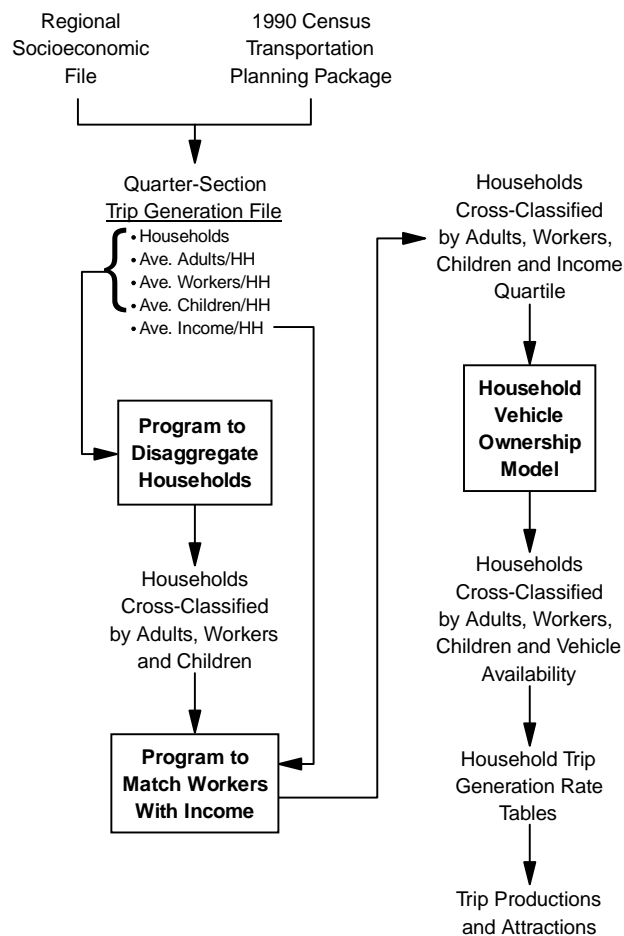 Regional
Socioeconomic
File
1990 Census
Transportation
Planning Package
Quarter-Section
Trip Generation File
• Households
• Ave. Adults/HH
• Ave. Workers/HH
• Ave. Children/HH
• Ave. Income/HH
Program to
Disaggregate
Households
Households
Cross-Classified
by Adults, Workers
and Children
Program to
Match Workers
With Income
Households
Cross-Classified
by Adults, Workers,
Children and Income
Quartile
Household
Vehicle
Ownership
Model
Households
Cross-Classified
by Adults, Workers,
Children and Vehicle
Availability
Household Trip
Generation Rate
Tables
Trip Productions
and Attractions